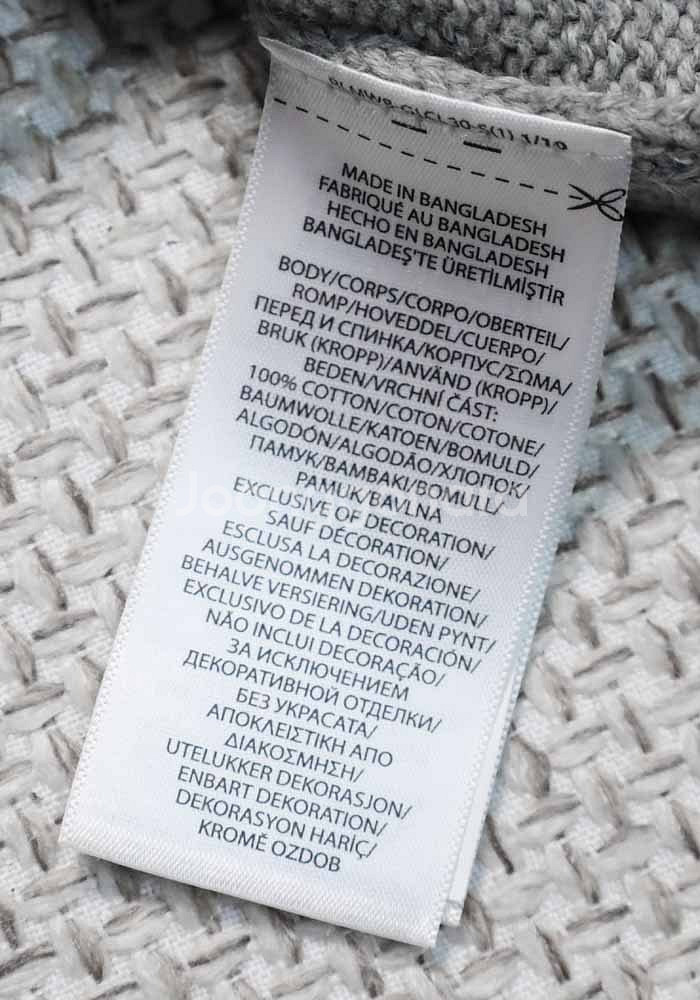 MADE IN BANGLADESH
FABRIQUÉ AU BANGLADESH
HECHO EN BANGLADESH
BANGLADEŞ'TE ÜRETİLMİŞTİR
BODY/CORPS/CORPO/OBERTEIL/
ROMP/HOVEDDEL/CUERPO/
ПЕРЕД И СПИНКА/КОРПУС/ΣΩΜΑ/
BRUK (KROPP)/ANVÄND (KROPP)/
BEDEN/VRCHNÍ ČÁST:
100% COTTON/COTON/COTONE/
BAUMWOLLE/KATOEN/BOMULD/
ALGODÓN/ALGODÃO/ХЛОПОК/
ПАМУК/ΒΑΜΒΑΚΙ/BOMULL/
PAMUK/BAVLNA
EXCLUSIVE OF DECORATION/
SAUF DÉCORATION/
ESCLUSA LA DECORAZIONE/
AUSGENOMMEN DEKORATION/
BEHALVE VERSIERING/UDEN PYNT/
EXCLUSIVO DE LA DECORACIÓN/
NÃO INCLUI DECORAÇÃO/
ЗА ИСКЛЮЧЕНИЕМ
ДЕКОРАТИВНОЙ ОТДЕЛКИ/
БЕЗ УКРАСАТА/
ΑΠΟΚΛΕΙΣΤΙΚΗ ΑΠΟ
ΔΙΑΚΟΣΜΗΣΗ/
UTELUKKER DEKORASJON/
ENBART DEKORATION/
DEKORASYON HARİÇ/
KROMĚ OZDOB